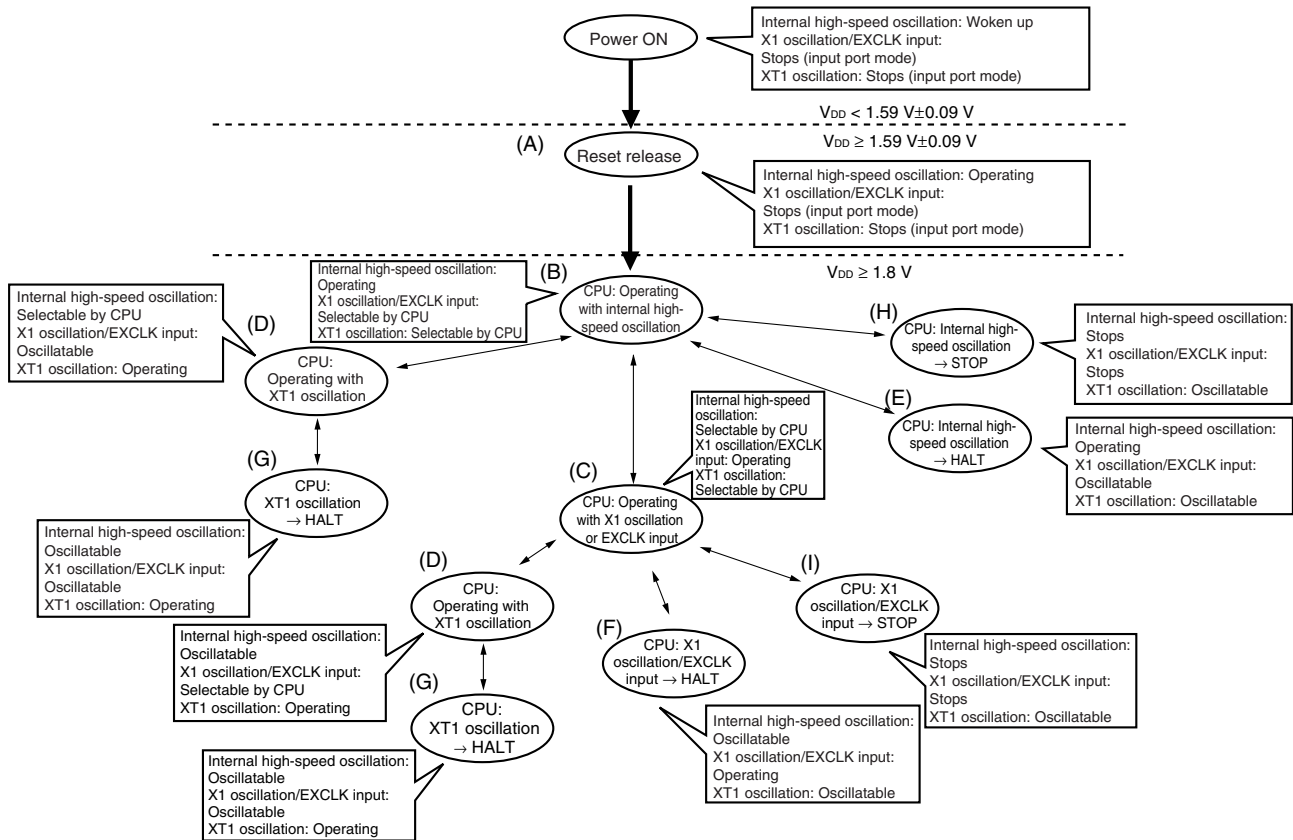 Power ON
Internal high-speed oscillation: Woken up
X1 oscillation/EXCLK input:
Stops (input port mode)
XT1 oscillation: Stops (input port mode)
VDD < 1.59 V±0.09 V
VDD ≥ 1.59 V±0.09 V
(A)
Reset release
Internal high-speed oscillation: Operating
X1 oscillation/EXCLK input:
Stops (input port mode)
XT1 oscillation: Stops (input port mode)
VDD ≥ 1.8 V
(B)
Internal high-speed oscillation:
Operating
X1 oscillation/EXCLK input:
Selectable by CPU
XT1 oscillation: Selectable by CPU
CPU: Operating
with internal high-
speed oscillation
Internal high-speed oscillation:
Selectable by CPU
X1 oscillation/EXCLK input:
Oscillatable
XT1 oscillation: Operating
(D)
CPU:
Operating with
XT1 oscillation
(H)
CPU: Internal high-
speed oscillation
→ STOP
Internal high-speed oscillation:
Stops
X1 oscillation/EXCLK input:
Stops
XT1 oscillation: Oscillatable
(E)
CPU: Internal high-
speed oscillation
→ HALT
Internal high-speed oscillation:
Operating
X1 oscillation/EXCLK input:
Oscillatable
XT1 oscillation: Oscillatable
(G)
CPU:
XT1 oscillation
→ HALT
Internal high-speed oscillation:
Oscillatable
X1 oscillation/EXCLK input:
Oscillatable
XT1 oscillation: Operating
Internal high-speed
oscillation:
Selectable by CPU
X1 oscillation/EXCLK
input: Operating
XT1 oscillation:
Selectable by CPU
(C)
CPU: Operating
with X1 oscillation
or EXCLK input
(D)
CPU:
Operating with
XT1 oscillation
Internal high-speed oscillation:
Oscillatable
X1 oscillation/EXCLK input:
Selectable by CPU
XT1 oscillation: Operating
(I)
CPU: X1
oscillation/EXCLK
input → STOP
Internal high-speed oscillation:
Stops
X1 oscillation/EXCLK input:
Stops
XT1 oscillation: Oscillatable
(F)
CPU: X1
oscillation/EXCLK
input → HALT
Internal high-speed oscillation:
Oscillatable
X1 oscillation/EXCLK input:
Operating
XT1 oscillation: Oscillatable
(G)
CPU:
XT1 oscillation
→ HALT
Internal high-speed oscillation:
Oscillatable
X1 oscillation/EXCLK input:
Oscillatable
XT1 oscillation: Operating